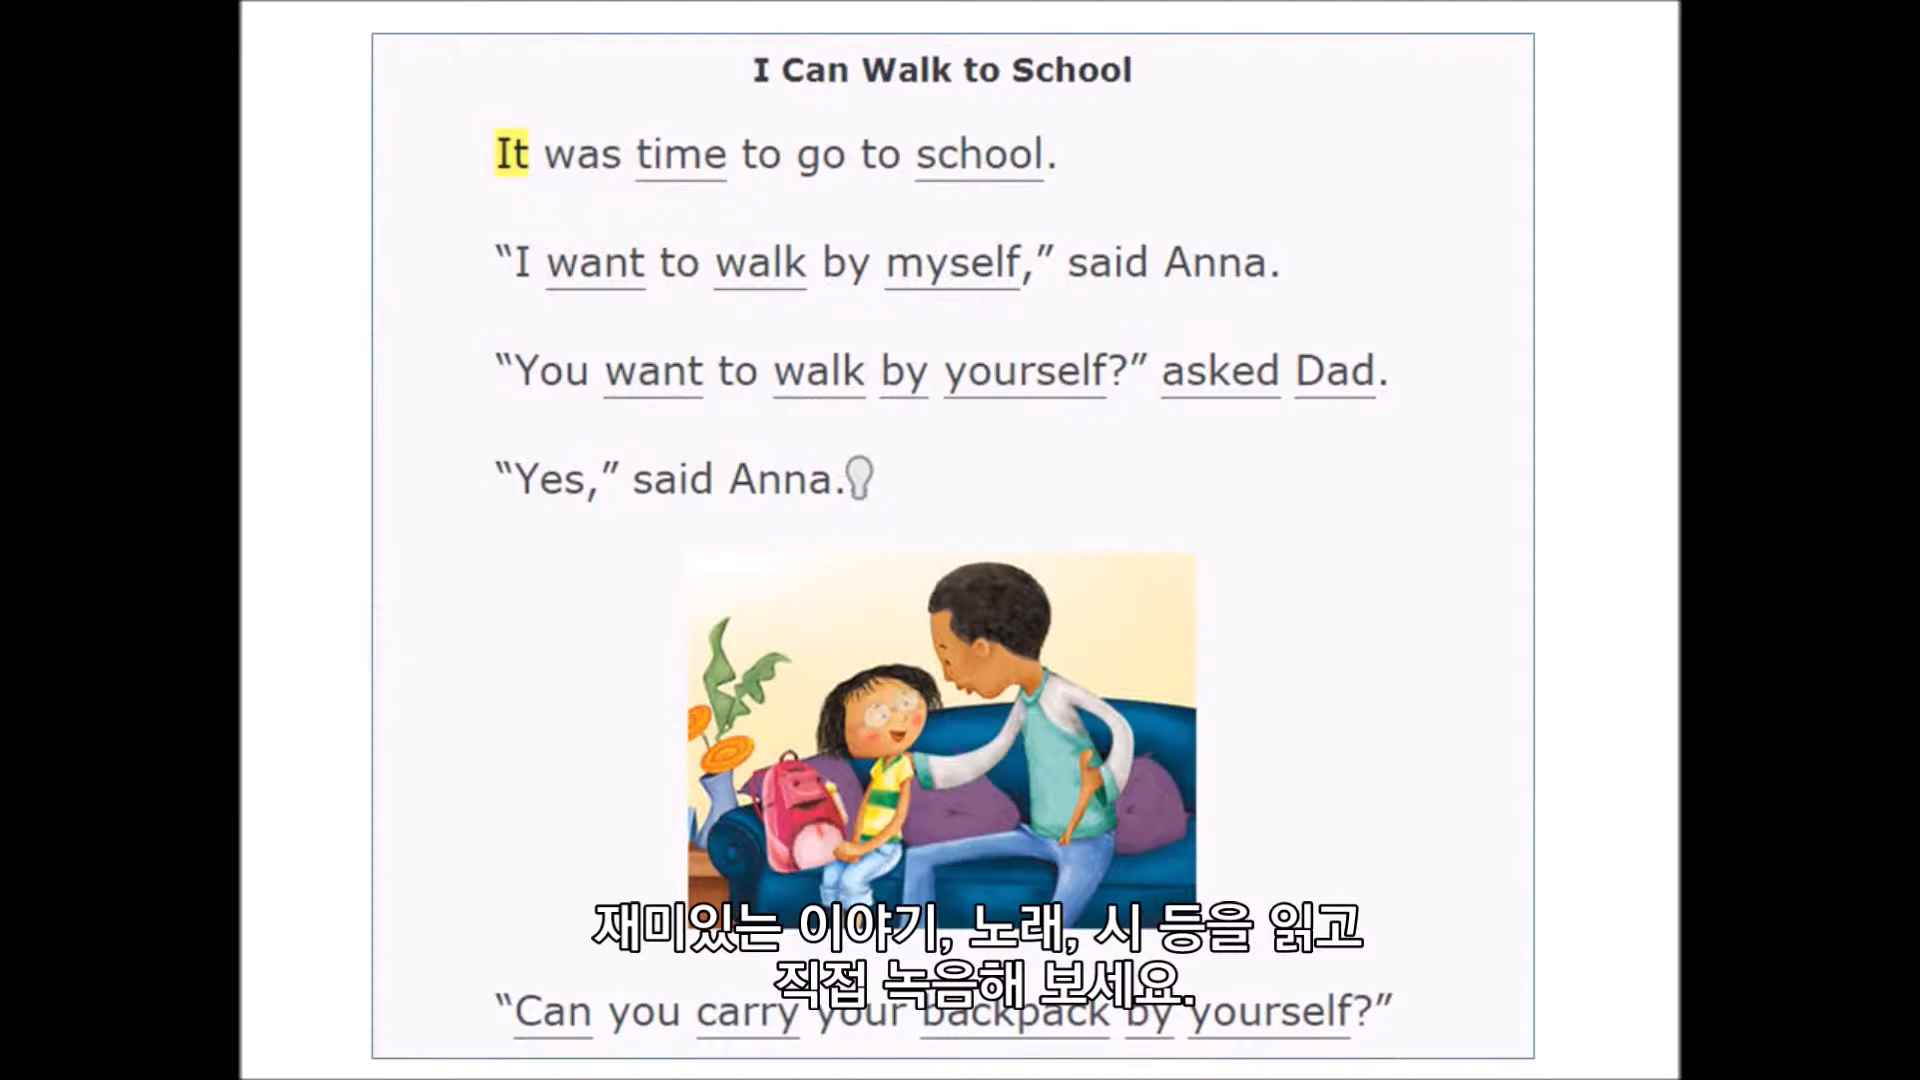 I Can Walk to School
It was time to go to school.
“I want to walk by myself,” said Anna.
“You want to walk by yourself?” asked Dad.
“Yes,” said Anna.
재미있는 이야기, 노래, 시 등을 읽고
직접 녹음해 보세요.
“Can you carry your backpack by yourself?”